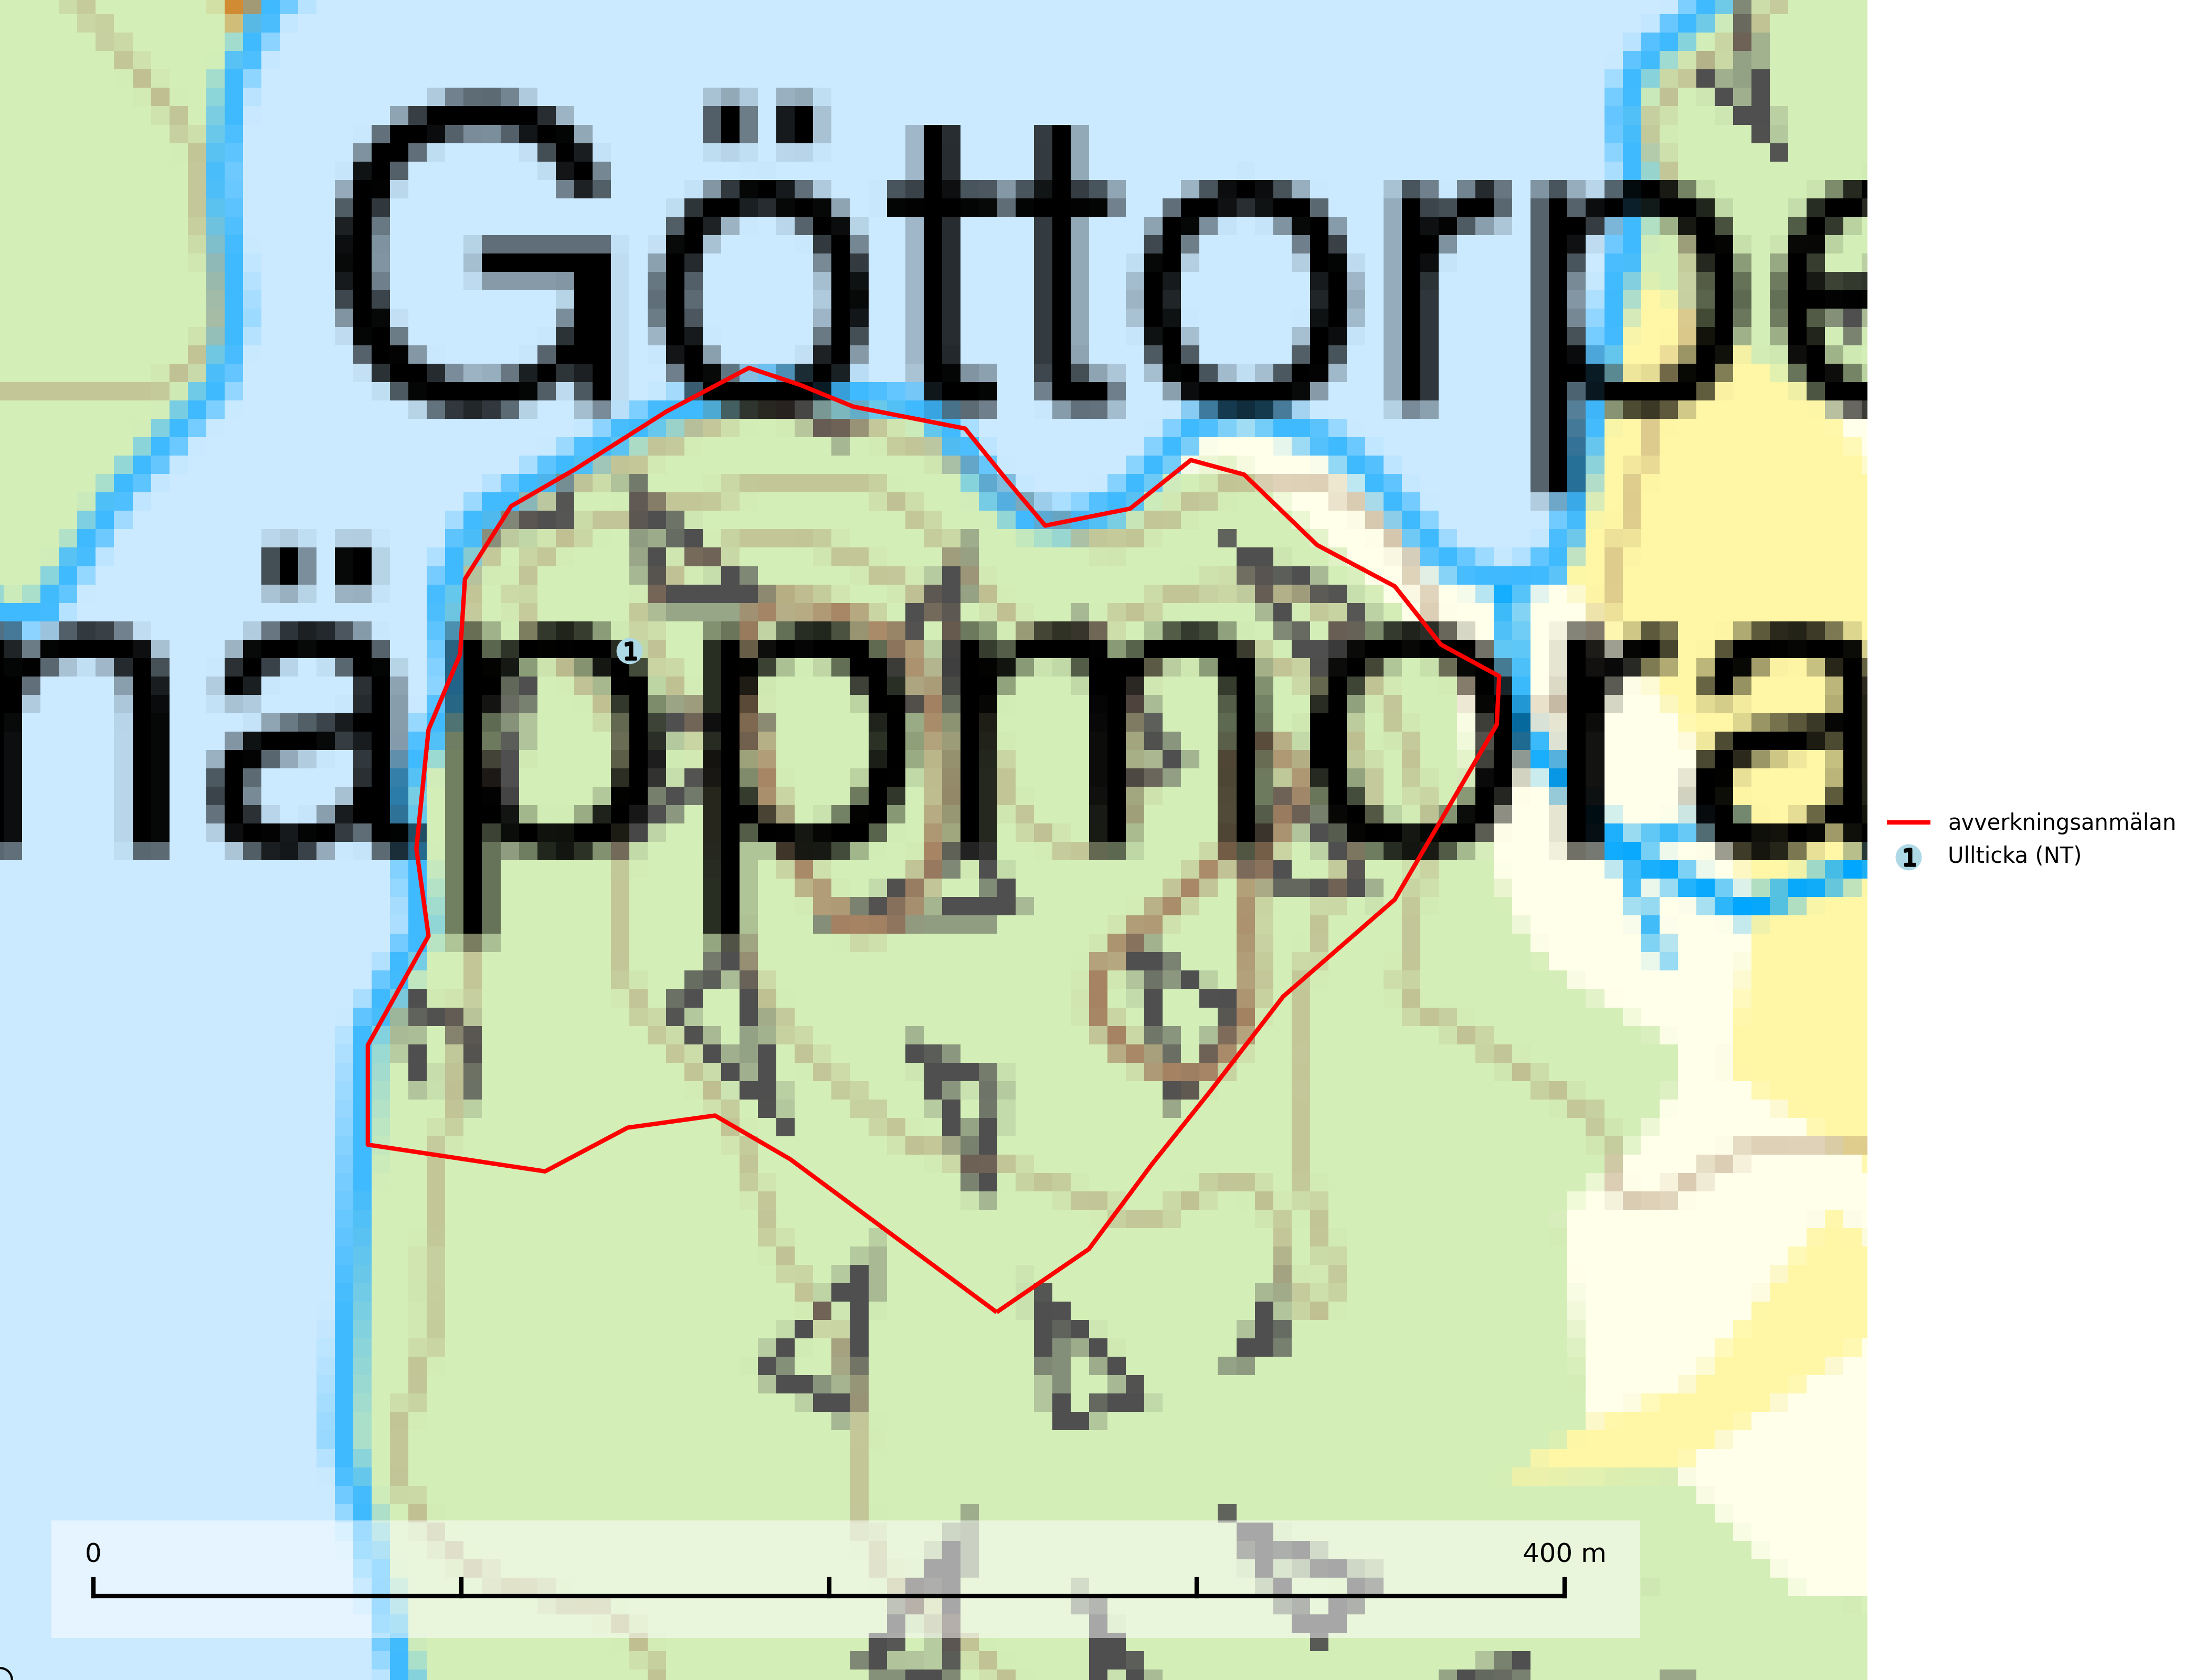 Göttorpe
näppmora
1
avverkningsanmälan
1 Ullticka (NT)
0 400 m